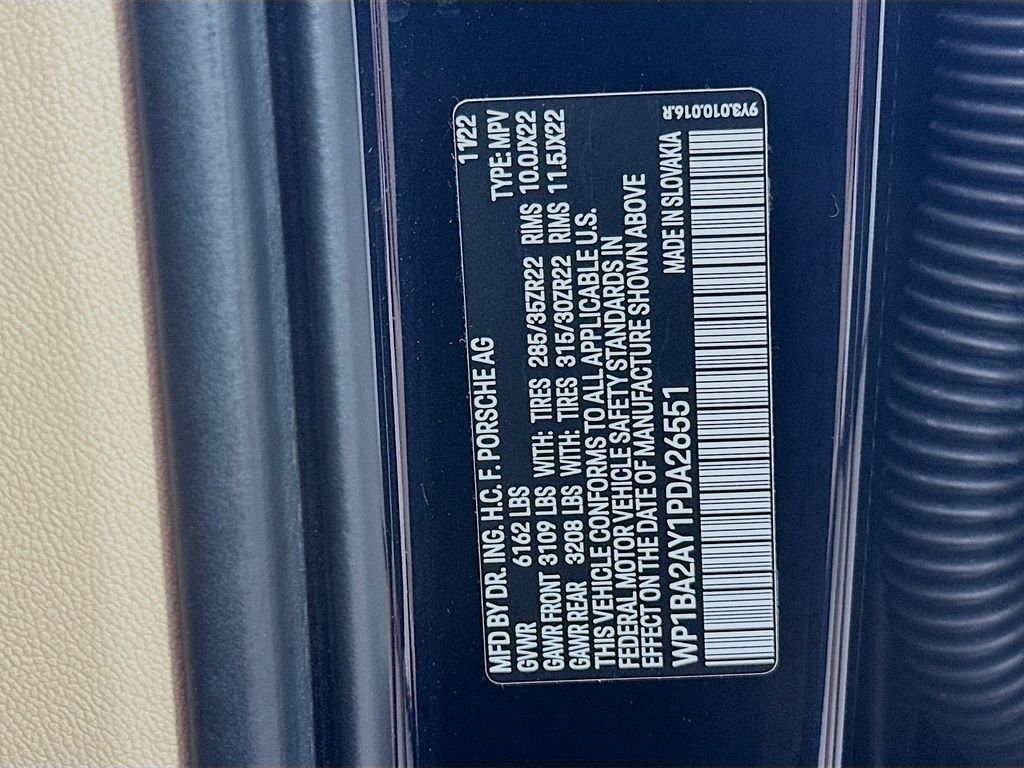 MFD BY DR. ING. H.C. F. PORSCHE AG 11/22
GVWR 6162 LBS TYPE: MPV
GAWR FRONT 3109 LBS WITH: TIRES 285/35ZR22 RIMS 10.0JX22
GAWR REAR 3208 LBS WITH: TIRES 315/30ZR22 RIMS 11.5JX22
THIS VEHICLE CONFORMS TO ALL APPLICABLE U.S.
FEDERAL MOTOR VEHICLE SAFETY STANDARDS IN
EFFECT ON THE DATE OF MANUFACTURE SHOWN ABOVE
WP1BA2AY1PDA26551 MADE IN SLOVAKIA
9Y3.010.016.R